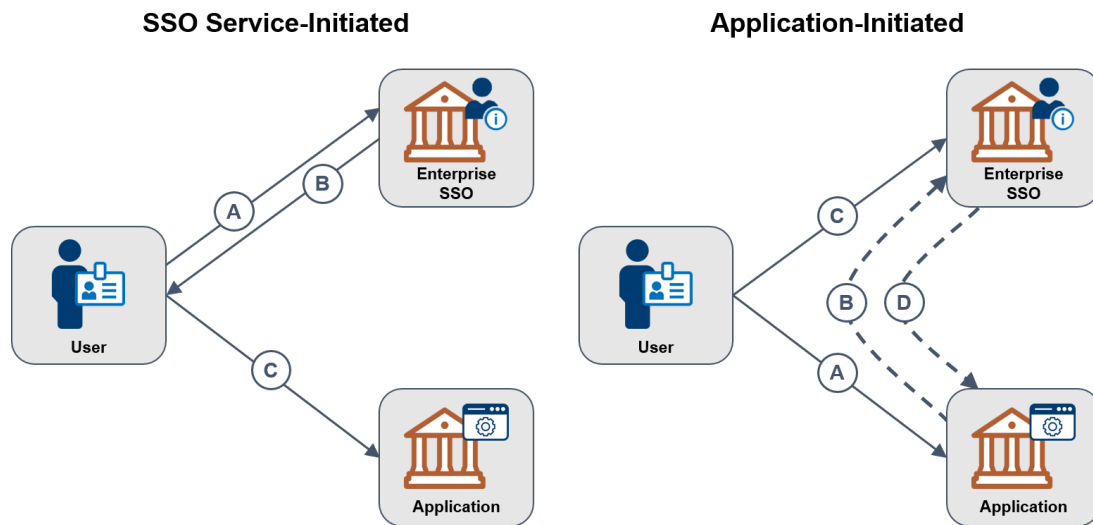 SSO Service-Initiated
Enterprise
SSO
A
B
User
C
Application
Application-Initiated
Enterprise
SSO
C
User
B
D
A
Application